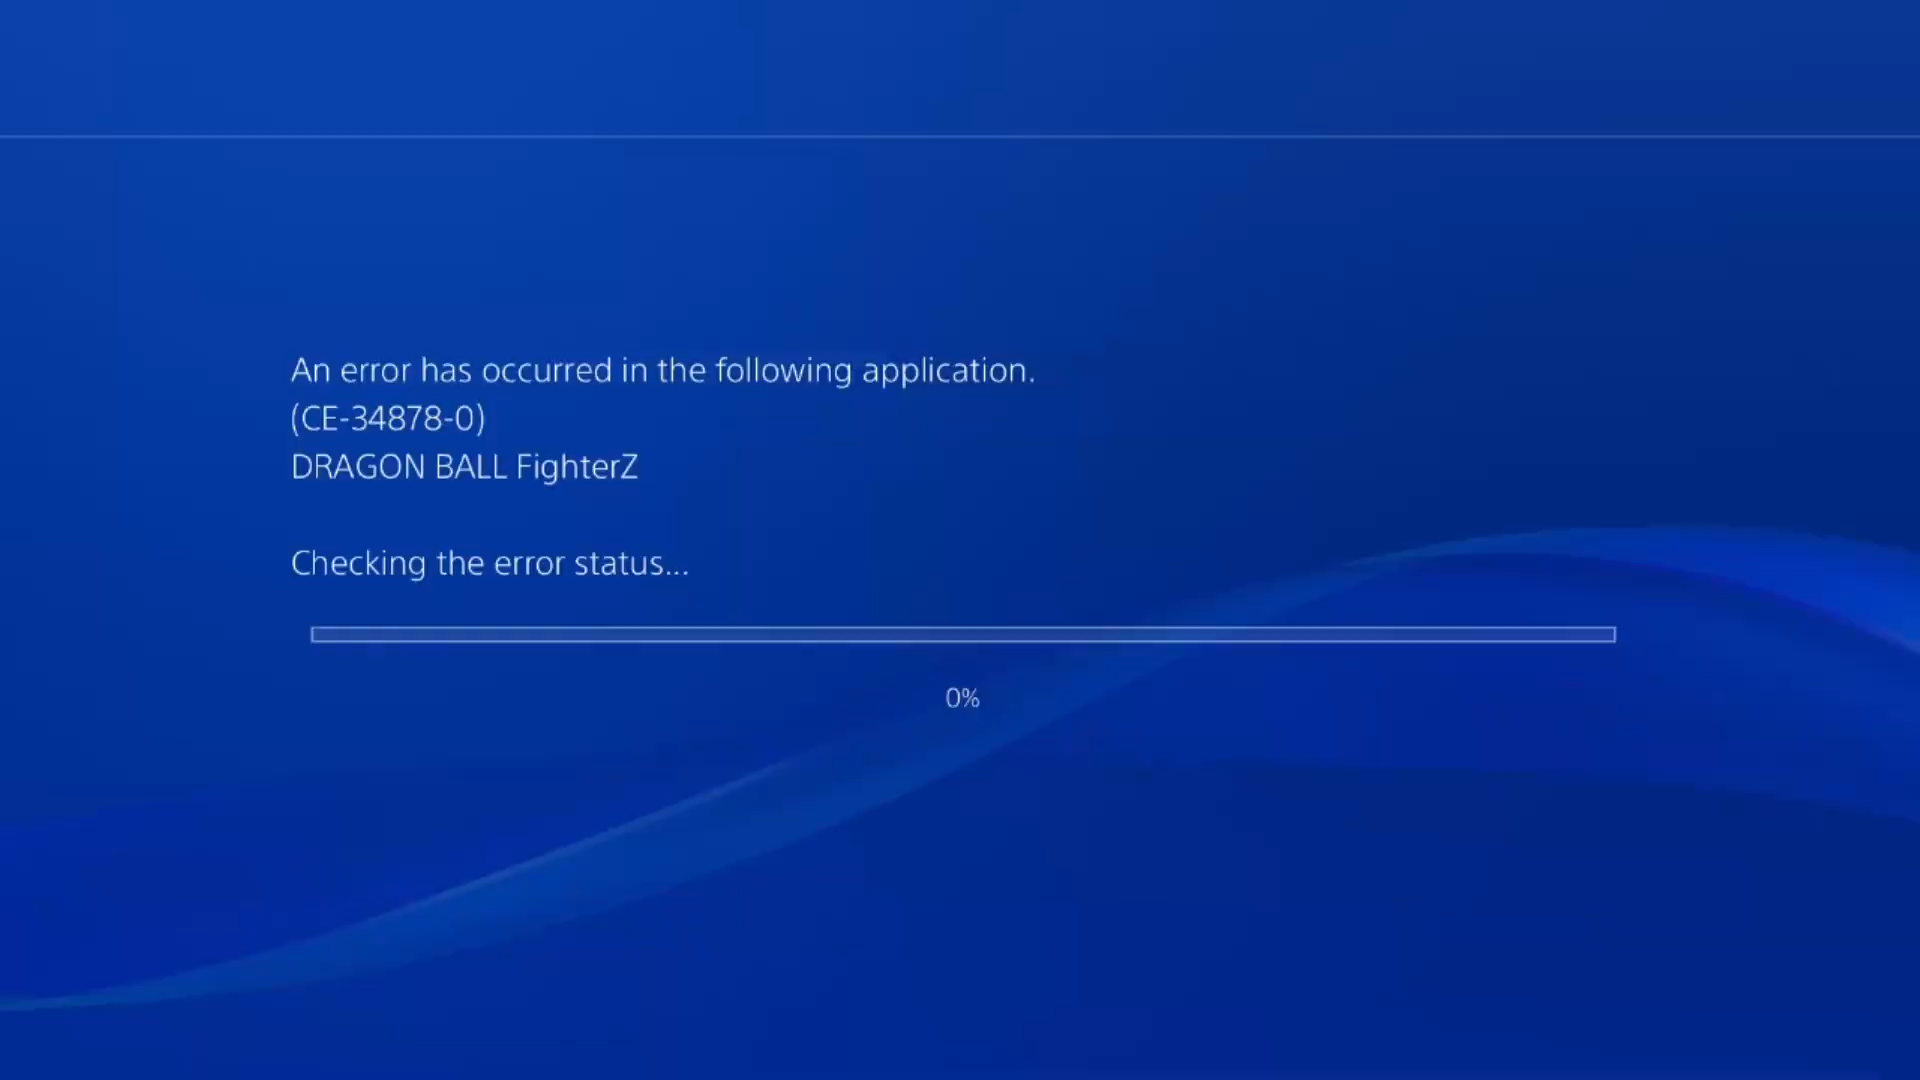 An error has occurred in the following application.
(CE-34878-0)
DRAGON BALL FighterZ
Checking the error status...
0%